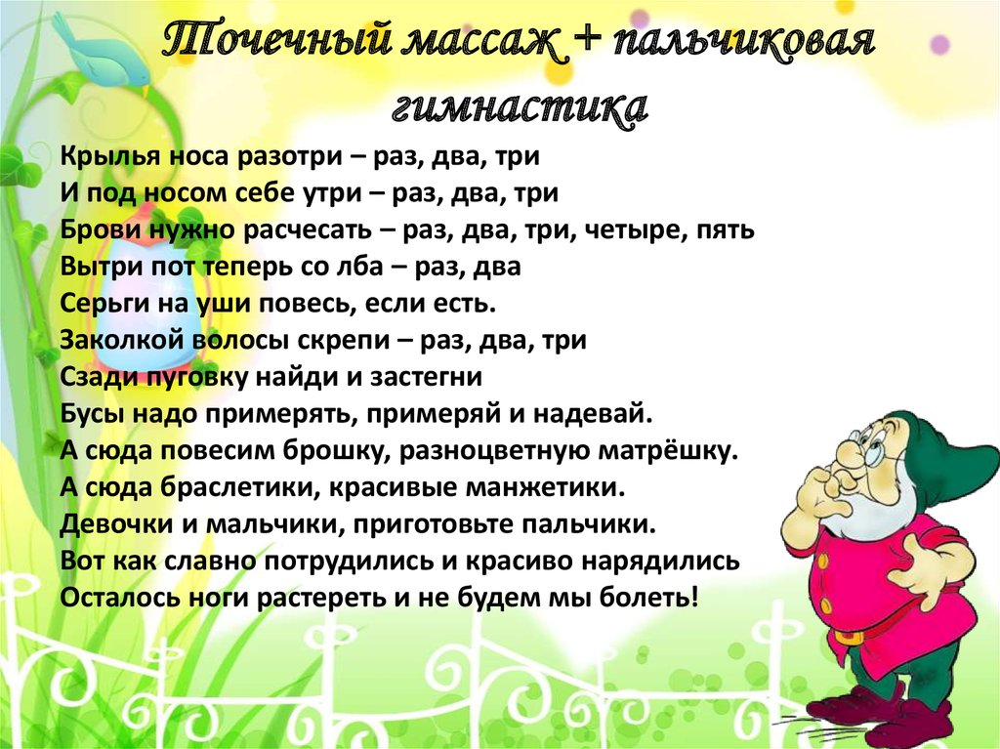 Точечный массаж + пальчиковая
гимнастика
Крылья носа разотри – раз, два, три
И под носом себе утри – раз, два, три
Брови нужно расчесать – раз, два, три, четыре, пять
Вытри пот теперь со лба – раз, два
Серьги на уши повесь, если есть.
Заколкой волосы скрепи – раз, два, три
Сзади пуговку найди и застегни
Бусы надо примерять, примеряй и надевай.
А сюда повесим брошку, разноцветную матрёшку.
А сюда браслетики, красивые манжетики.
Девочки и мальчики, приготовьте пальчики.
Вот как славно потрудились и красиво нарядились
Осталось ноги растереть и не будем мы болеть!